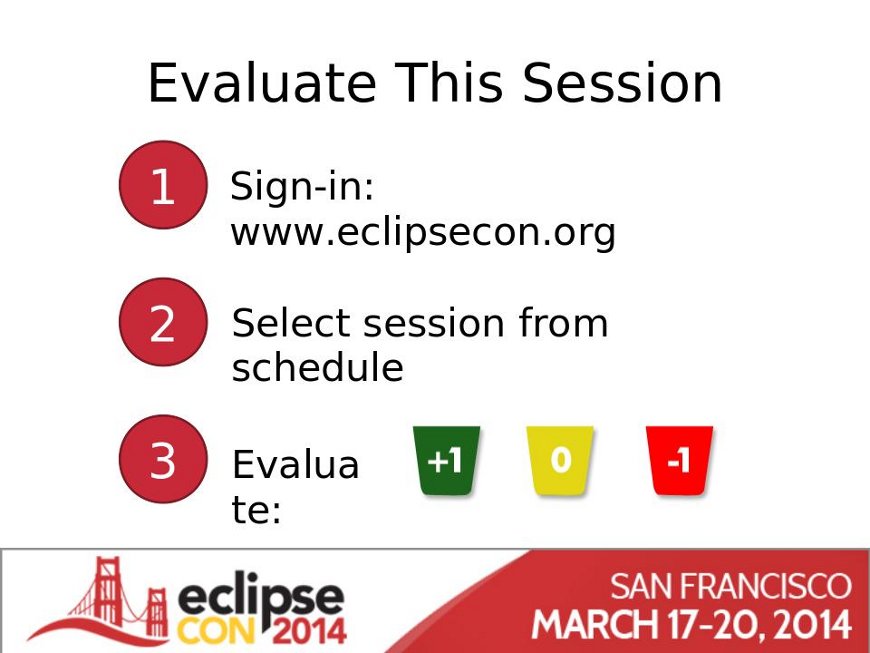 Evaluate This Session
1
Sign-in:
www.eclipsecon.org
2
Select session from
schedule
3
Evalua
te:
+1 0 -1
eclipse
CON 2014
SAN FRANCISCO
MARCH 17-20, 2014